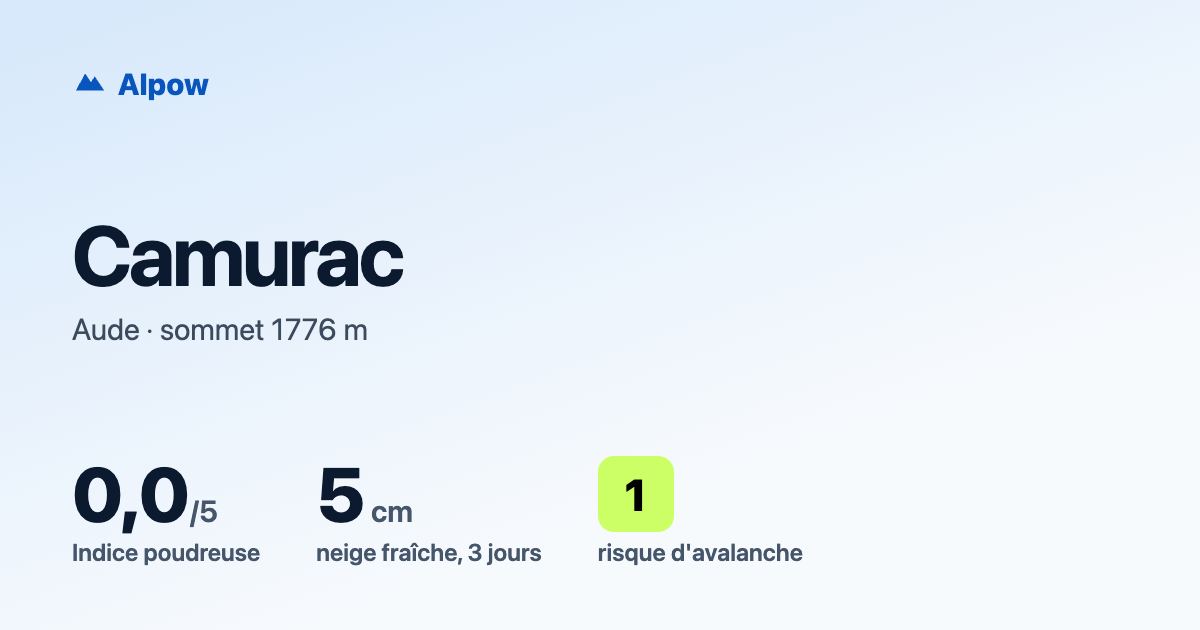 Alpow
Camurac
Aude · sommet 1776 m
0,0/5
Indice poudreuse
5 cm
neige fraîche, 3 jours
1
risque d'avalanche